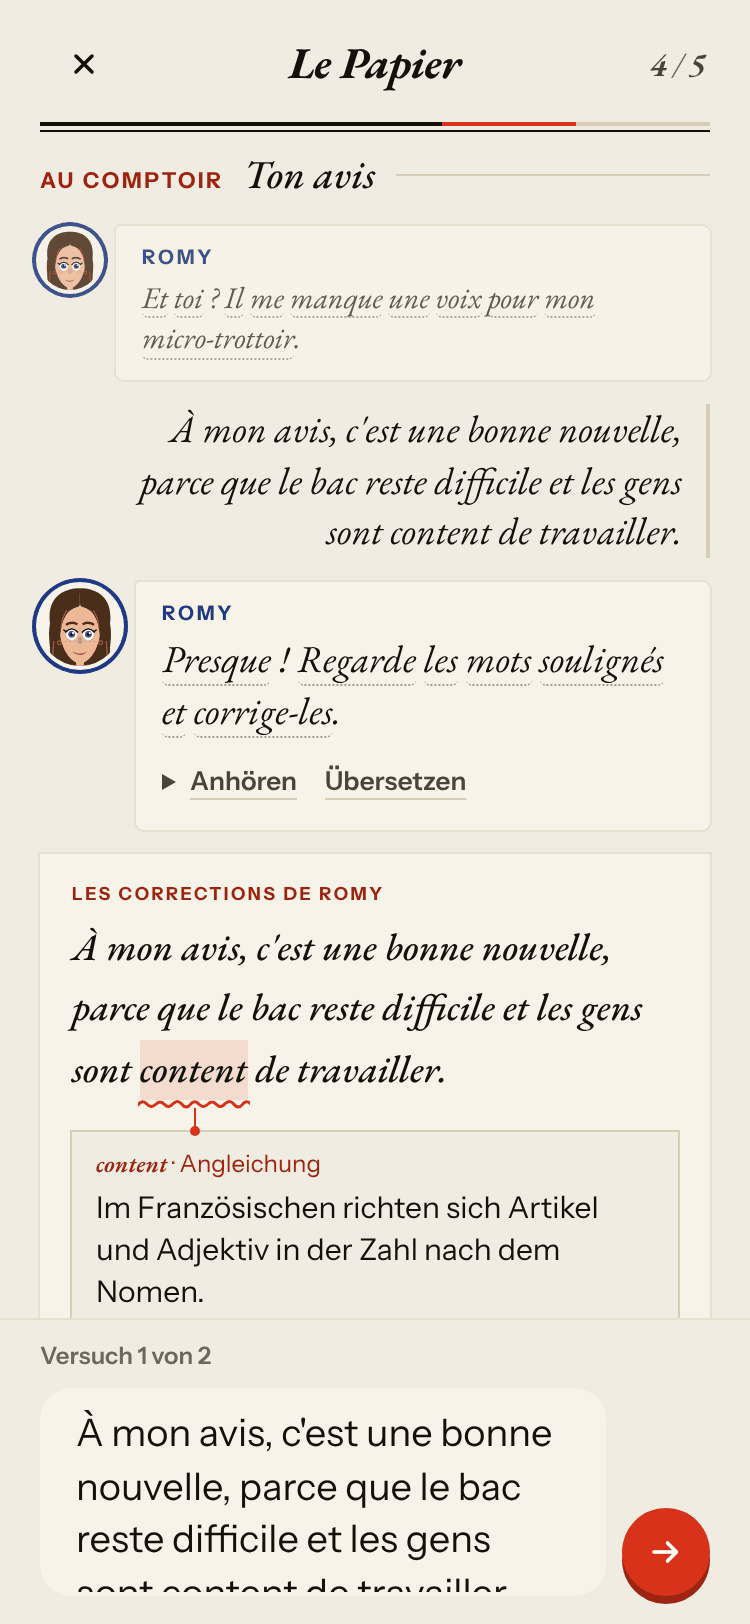 Le Papier
4 / 5
AU COMPTOIR Ton avis
ROMY
Et toi ? Il me manque une voix pour mon
micro-trottoir.
À mon avis, c'est une bonne nouvelle,
parce que le bac reste difficile et les gens
sont content de travailler.
ROMY
Presque ! Regarde les mots soulignés
et corrige-les.
Anhören Übersetzen
LES CORRECTIONS DE ROMY
À mon avis, c'est une bonne nouvelle,
parce que le bac reste difficile et les gens
sont content de travailler.
content · Angleichung
Im Französischen richten sich Artikel
und Adjektiv in der Zahl nach dem
Nomen.
Versuch 1 von 2
À mon avis, c'est une bonne
nouvelle, parce que le bac
reste difficile et les gens
sont content de travailler